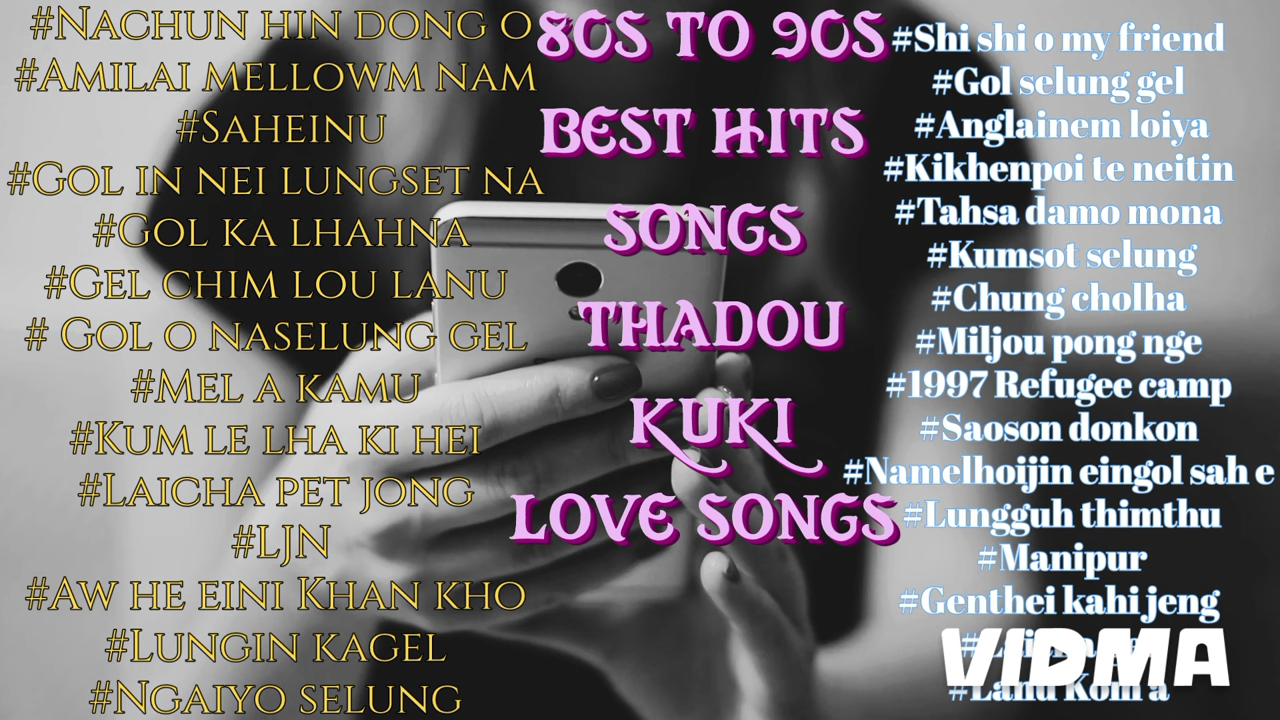 #Nachun hin dong o
#Amilai mellowm nam
#Saheinu
#Gol in nei lungset na
#Gol ka lhahna
#Gel chim lou lanu
# Gol o naselung gel
#Mel a kamu
#Kum le lha ki hei
#Laicha pet jong
#LJN
#Aw he eini Khan kho
#Lungin kagel
#Ngaiyo selung
80s TO 90s
BEST HITS
SONGS
THADOU
KUKI
LOVE SONGS
#Shi shi o my friend
#Gol selung gel
#Anglainem loiya
#Kikhenpoi te neitin
#Tahsa damo mona
#Kumsot selung
#Chung cholha
#Miljou pong nge
#1997 Refugee camp
#Saoson donkon
#Namelhoijin eingol sah e
#Lungguh thimthu
#Manipur
#Genthei kahi jeng
VIDMA
#Lanu Kom a